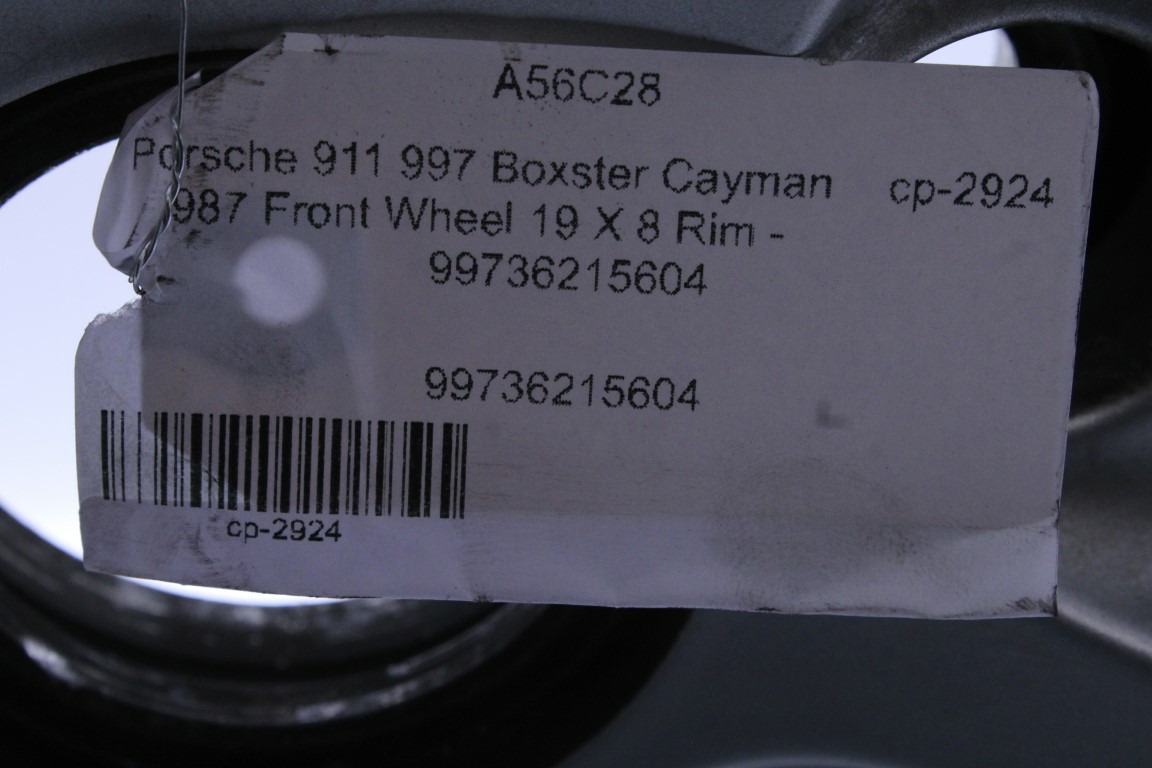 A56C28
Porsche 911 997 Boxster Cayman cp-2924
987 Front Wheel 19 X 8 Rim -
99736215604
99736215604
cp-2924